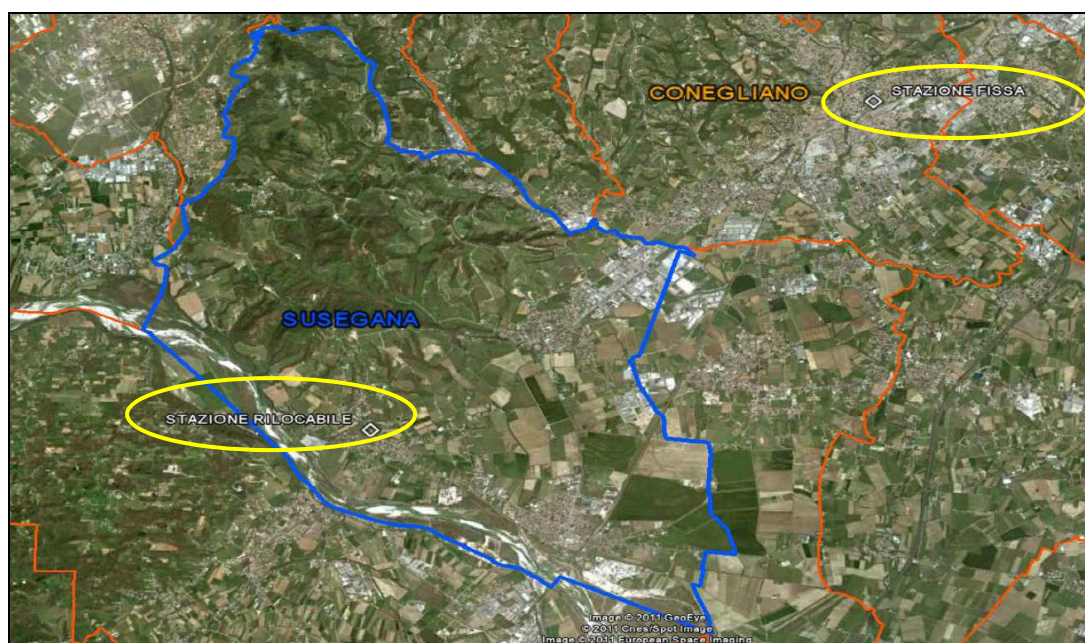 CONEGLIANO
STAZIONE FISSA
SUSEGANA
STAZIONE RILOCABILE
Image © 2011 GeoEye
© 2011 Cnes/Spot Image
Image © 2011 European Space Imaging